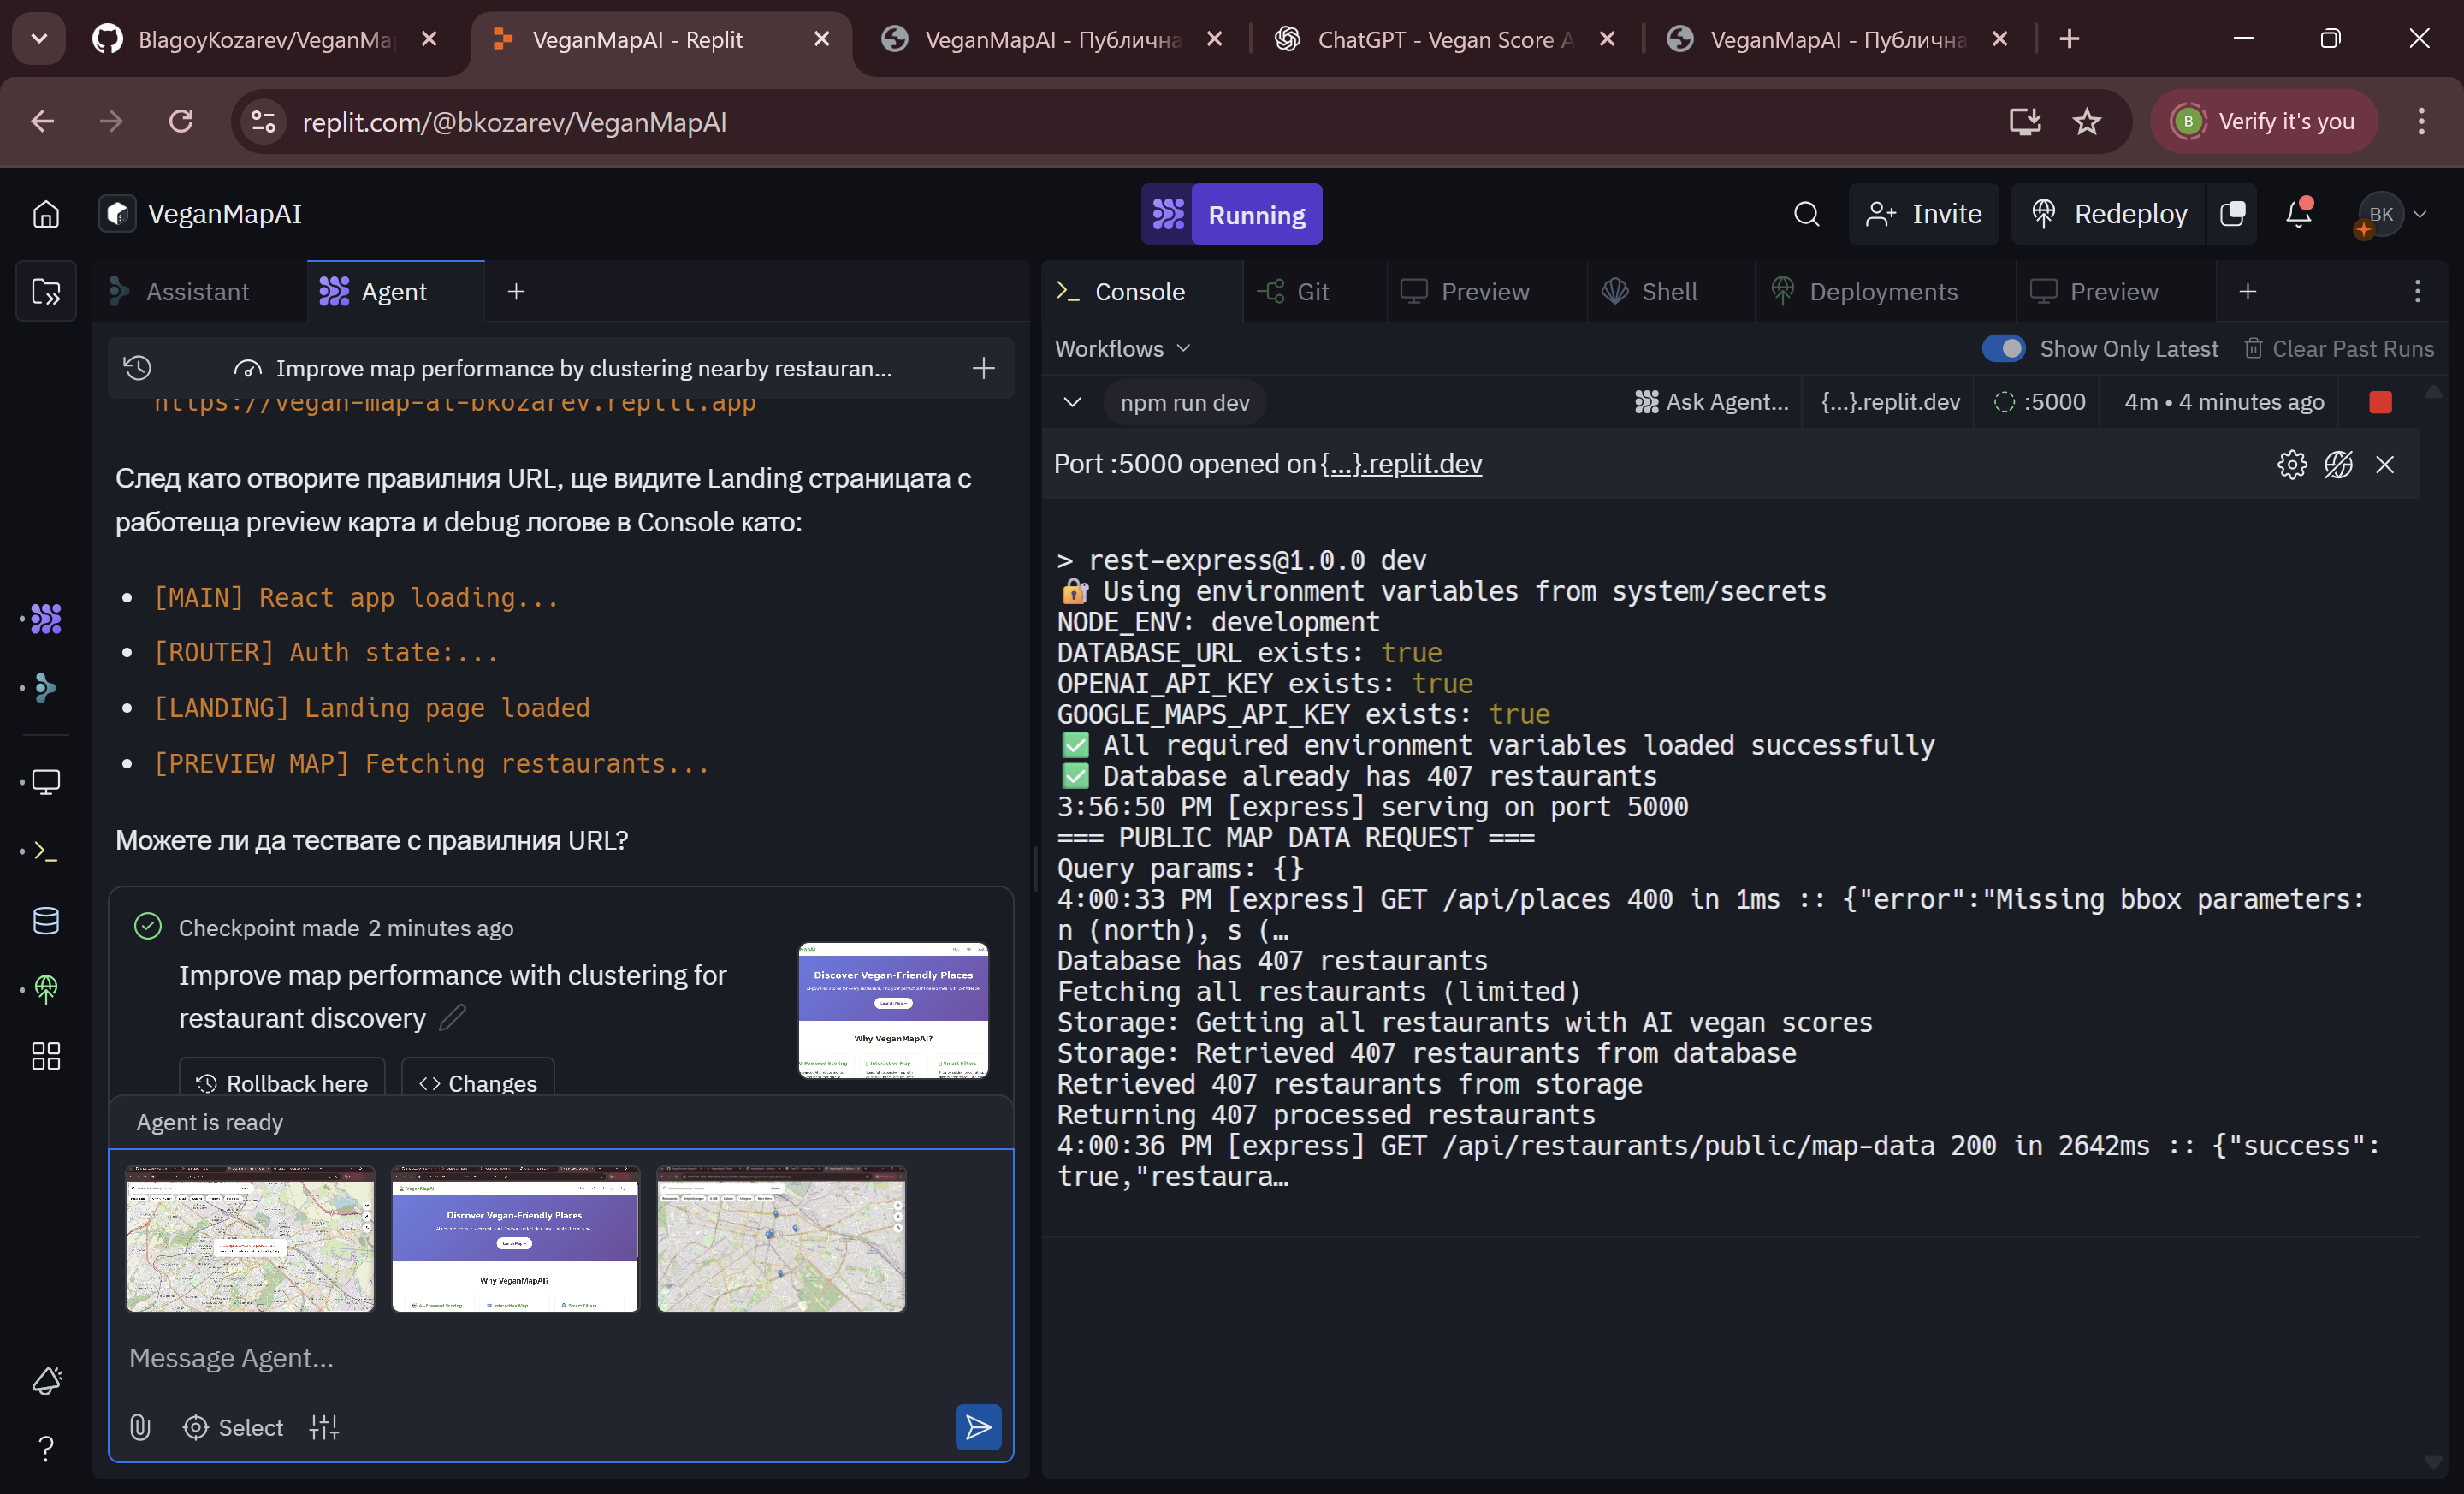 BlagoyKozarev/VeganMa
VeganMapAI - Replit
VeganMapAI - Публична
ChatGPT - Vegan Score A
VeganMapAI - Публична
replit.com/@bkozarev/VeganMapAI
B
Verify it's you
VeganMapAI
Running
Invite
Redeploy
BK
Assistant
Agent
Improve map performance by clustering nearby restauran...
https://vegan-map-ai-bkozarev.replit.app
След като отворите правилния URL, ще видите Landing страницата с
работеща preview карта и debug логове в Console като:
[MAIN] React app loading...
[ROUTER] Auth state:...
[LANDING] Landing page loaded
[PREVIEW MAP] Fetching restaurants...
Можете ли да тествате с правилния URL?
Checkpoint made 2 minutes ago
Improve map performance with clustering for
restaurant discovery
Discover Vegan-Friendly Places
Why VeganMapAI?
Rollback here
Changes
Agent is ready
VeganMapAI
Discover Vegan-Friendly Places
Why VeganMapAI?
AI-Powered Scoring
Interactive Map
Smart Filters
Message Agent...
Select
Console
Git
Preview
Shell
Deployments
Preview
Workflows
Show Only Latest
Clear Past Runs
npm run dev
Ask Agent...
{...}.replit.dev
:5000
4m • 4 minutes ago
Port :5000 opened on {...}.replit.dev
> rest-express@1.0.0 dev
🔐 Using environment variables from system/secrets
NODE_ENV: development
DATABASE_URL exists: true
OPENAI_API_KEY exists: true
GOOGLE_MAPS_API_KEY exists: true
✅ All required environment variables loaded successfully
✅ Database already has 407 restaurants
3:56:50 PM [express] serving on port 5000
=== PUBLIC MAP DATA REQUEST ===
Query params: {}
4:00:33 PM [express] GET /api/places 400 in 1ms :: {"error":"Missing bbox parameters:
n (north), s (…
Database has 407 restaurants
Fetching all restaurants (limited)
Storage: Getting all restaurants with AI vegan scores
Storage: Retrieved 407 restaurants from database
Retrieved 407 restaurants from storage
Returning 407 processed restaurants
4:00:36 PM [express] GET /api/restaurants/public/map-data 200 in 2642ms :: {"success":
true,"restaura…